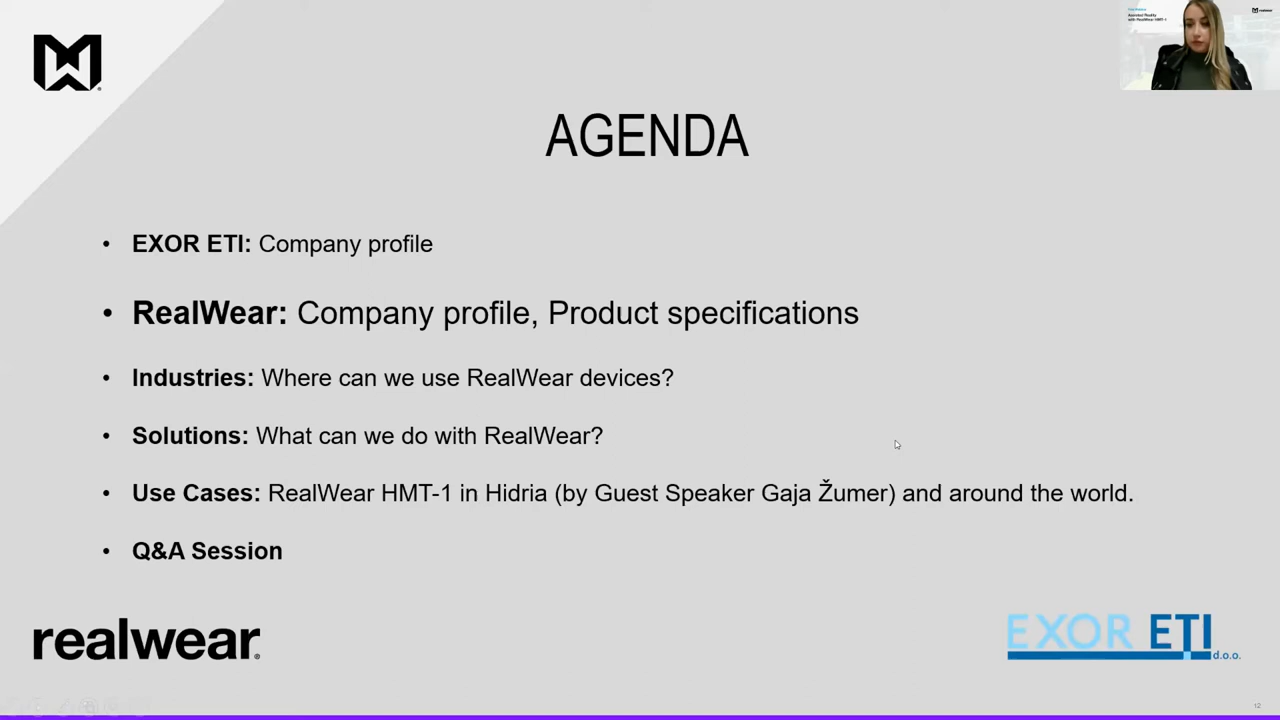 AGENDA
• EXOR ETI: Company profile
• RealWear: Company profile, Product specifications
• Industries: Where can we use RealWear devices?
• Solutions: What can we do with RealWear?
• Use Cases: RealWear HMT-1 in Hidria (by Guest Speaker Gaja Žumer) and around the world.
• Q&A Session
realwear®
EXOR ETI d.o.o.
12